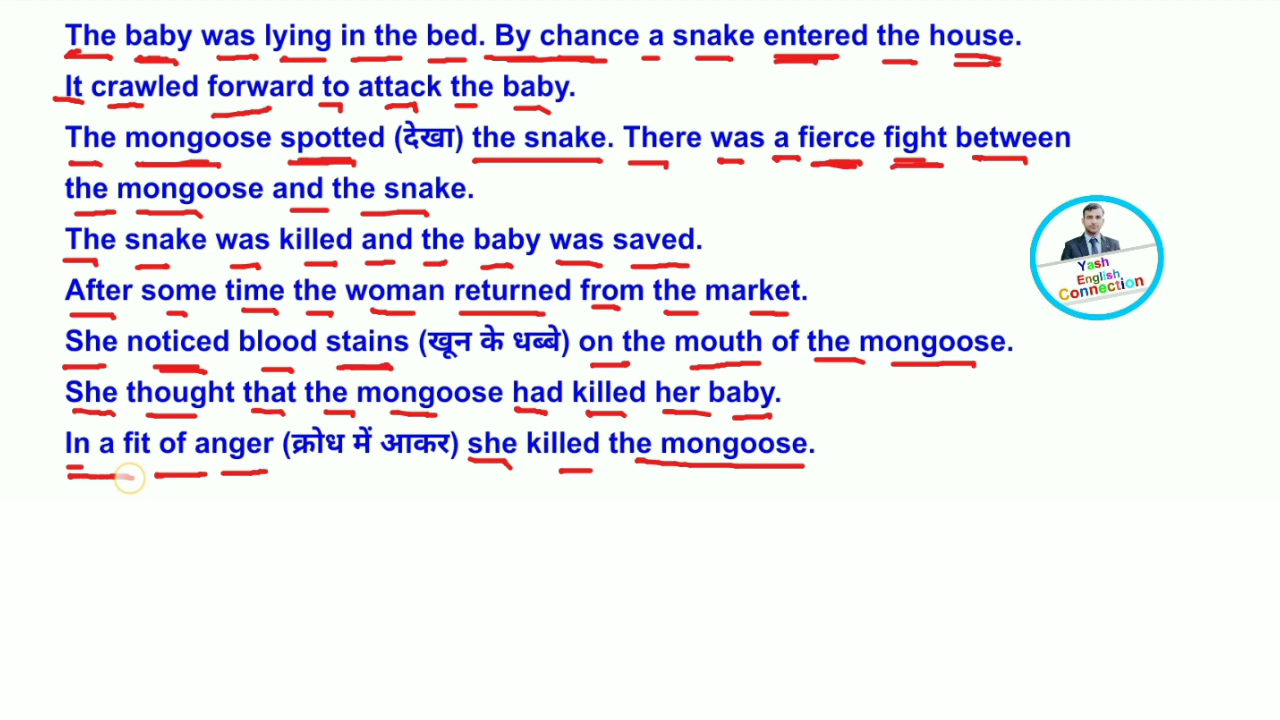 The baby was lying in the bed. By chance a snake entered the house.
It crawled forward to attack the baby.
The mongoose spotted (देखा) the snake. There was a fierce fight between
the mongoose and the snake.
The snake was killed and the baby was saved.
After some time the woman returned from the market.
She noticed blood stains (खून के धब्बे) on the mouth of the mongoose.
She thought that the mongoose had killed her baby.
In a fit of anger (क्रोध में आकर) she killed the mongoose.
Yash
English
Connection